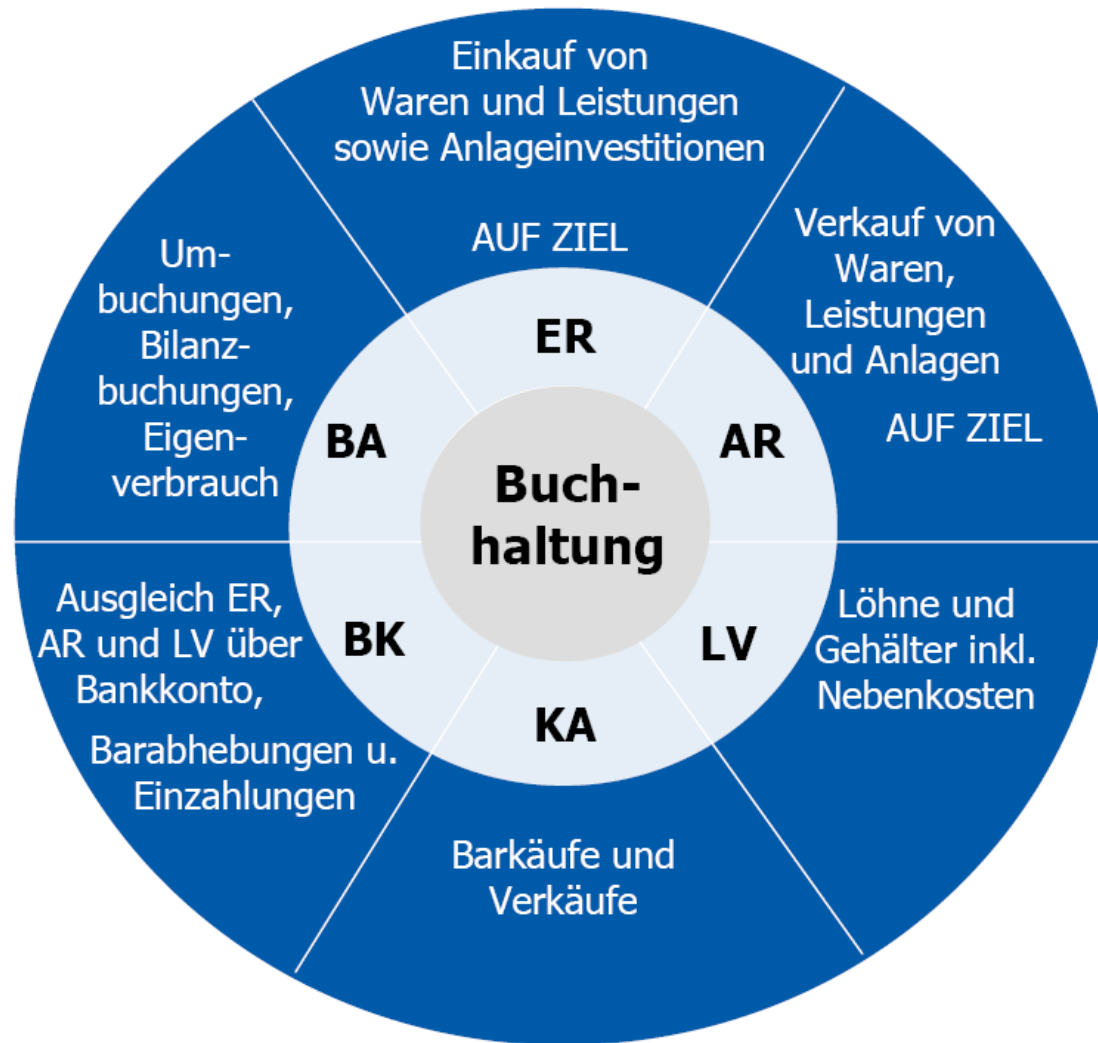 Einkauf von
Waren und Leistungen
sowie Anlageinvestitionen
AUF ZIEL
ER
Verkauf von
Waren,
Leistungen
und Anlagen
AUF ZIEL
AR
Löhne und
Gehälter inkl.
Nebenkosten
LV
Barkäufe und
Verkäufe
KA
Ausgleich ER,
AR und LV über
Bankkonto,
Barabhebungen u.
Einzahlungen
BK
Um-
buchungen,
Bilanz-
buchungen,
Eigen-
verbrauch
BA
Buch-
haltung